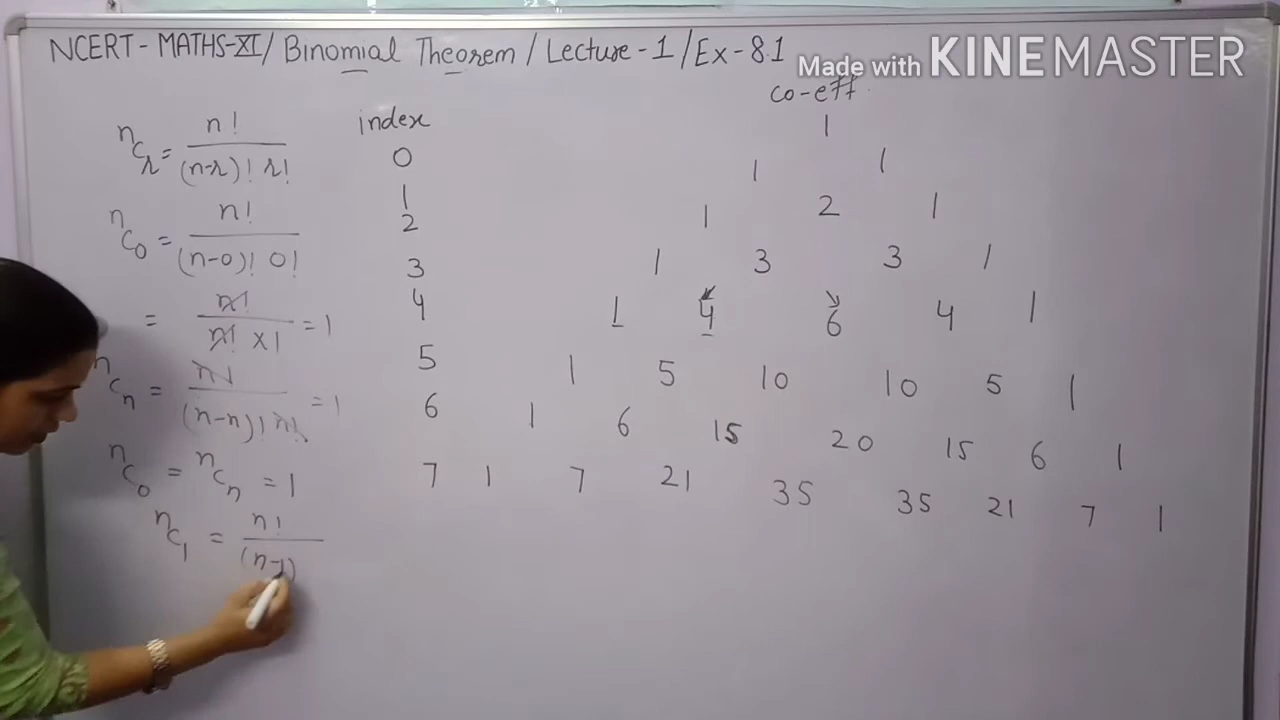 NCERT - MATHS-XI / Binomial Theorem / Lecture - 1 / Ex - 8.1
Made with KINEMASTER
co-eff.
index
nCr = n! / (n-r)! r!
nC0 = n! / (n-0)! 0!
= n! / n! x 1 = 1
nCn = n! / (n-n)! n! = 1
nC0 = nCn = 1
nC1 = n! / (n-1)
0 1
1 1 1
2 1 2 1
3 1 3 3 1
4 1 4 6 4 1
5 1 5 10 10 5 1
6 1 6 15 20 15 6 1
7 1 7 21 35 35 21 7 1